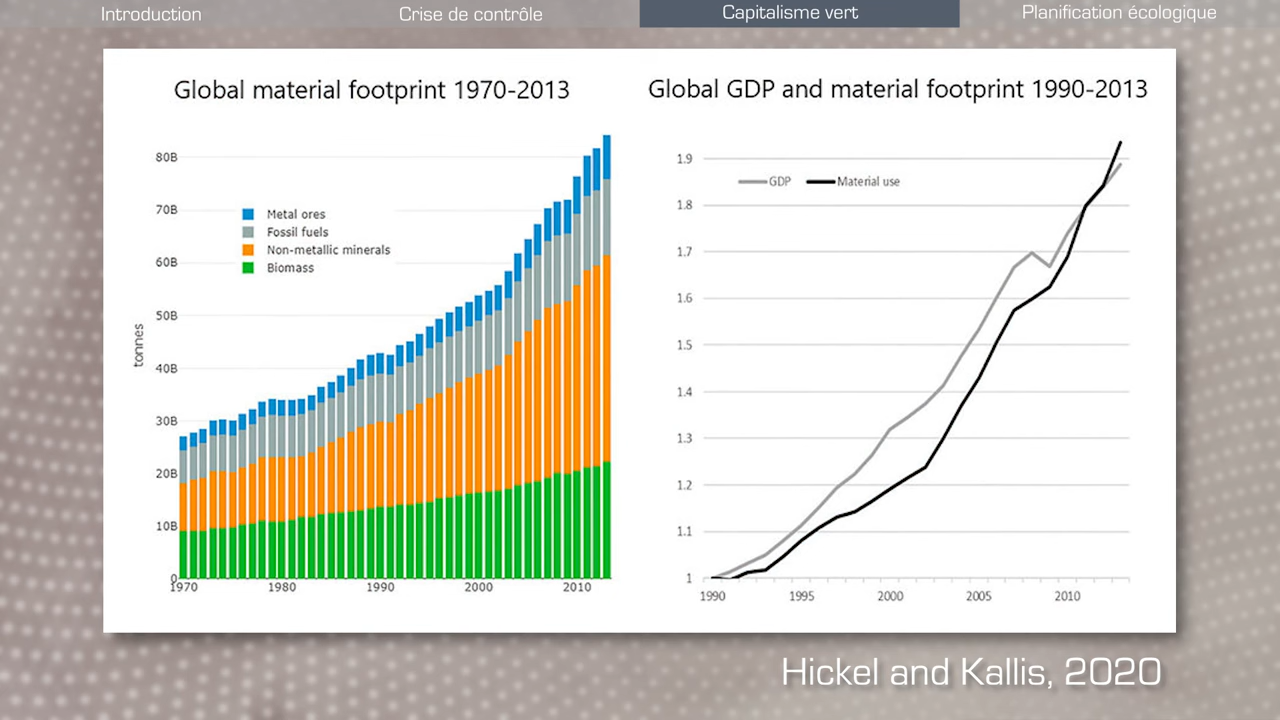 Introduction
Crise de contrôle
Capitalisme vert
Planification écologique
Global material footprint 1970-2013
80B
70B
60B
50B
40B
30B
20B
10B
0
tonnes
Metal ores
Fossil fuels
Non-metallic minerals
Biomass
1970 1980 1990 2000 2010
Global GDP and material footprint 1990-2013
GDP Material use
1.9
1.8
1.7
1.6
1.5
1.4
1.3
1.2
1.1
1
1990 1995 2000 2005 2010
Hickel and Kallis, 2020